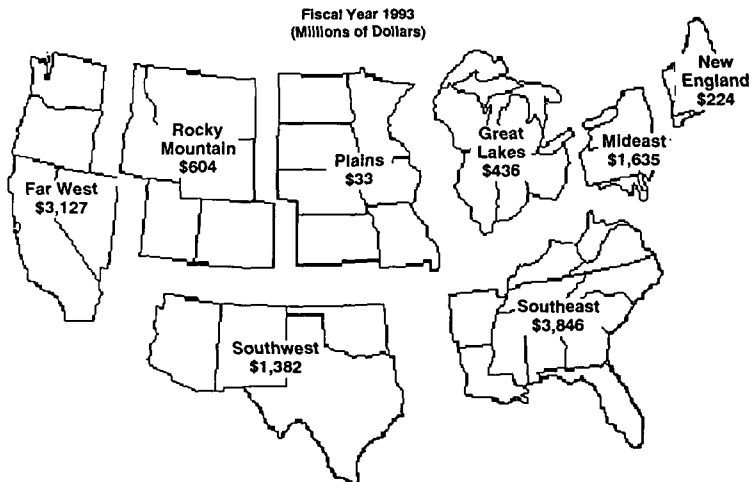 Fiscal Year 1993
(Millions of Dollars)
New
England
$224
Rocky
Mountain
$604
Plains
$33
Great
Lakes
$436
Mideast
$1,635
Far West
$3,127
Southeast
$3,846
Southwest
$1,382